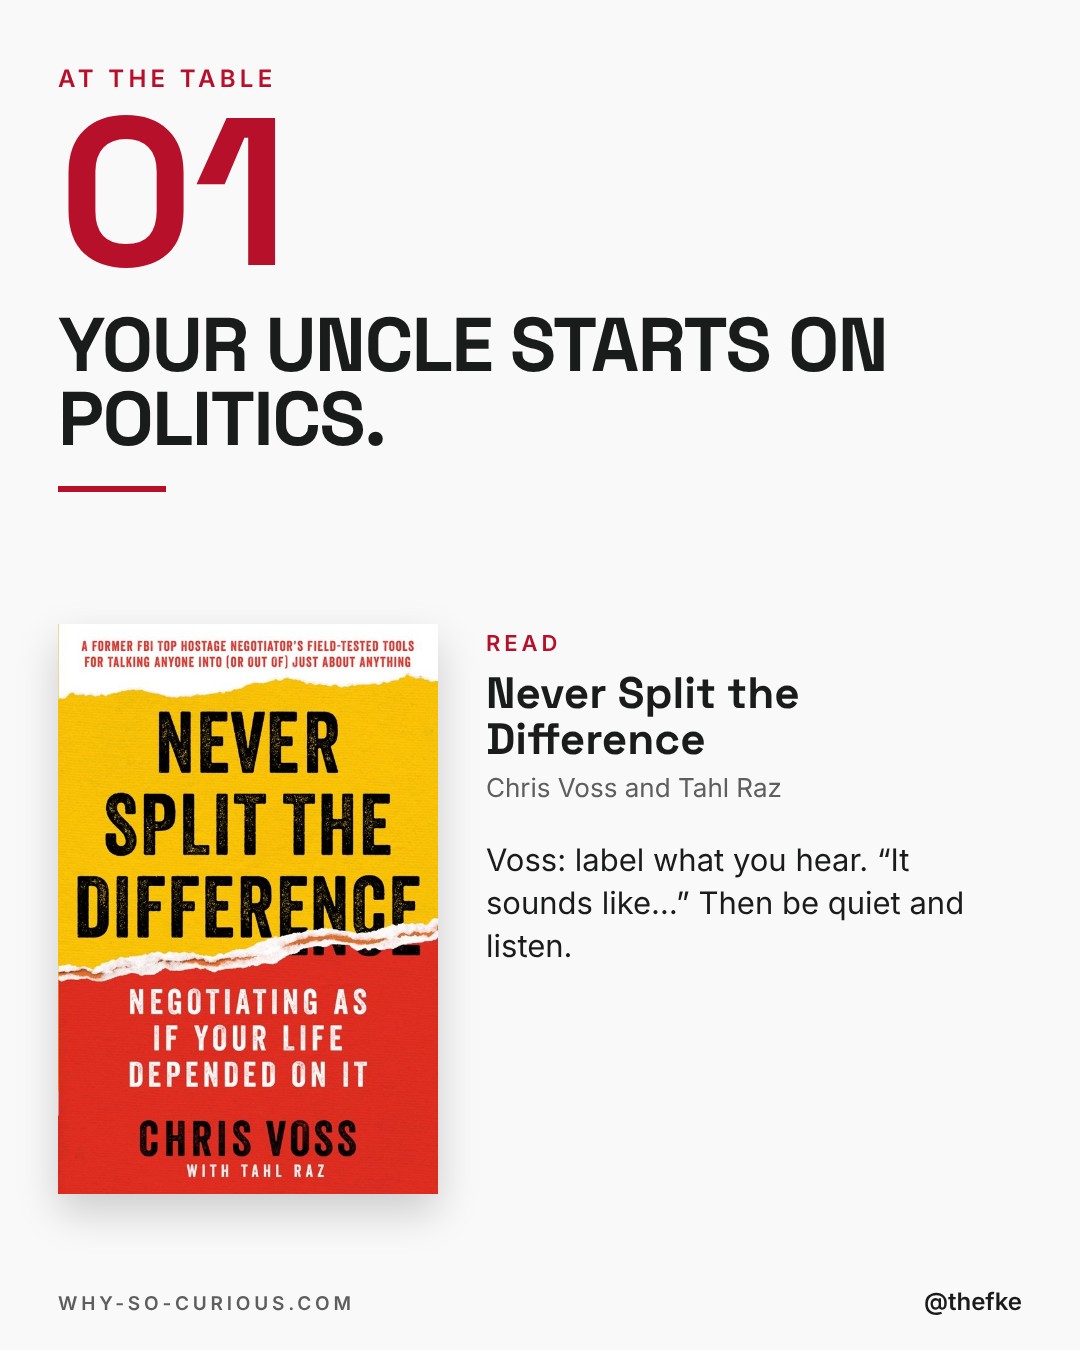 AT THE TABLE
01
YOUR UNCLE STARTS ON
POLITICS.
A FORMER FBI TOP HOSTAGE NEGOTIATOR'S FIELD-TESTED TOOLS
FOR TALKING ANYONE INTO (OR OUT OF) JUST ABOUT ANYTHING
NEVER
SPLIT THE
DIFFERENCE
NEGOTIATING AS
IF YOUR LIFE
DEPENDED ON IT
CHRIS VOSS
WITH TAHL RAZ
READ
Never Split the
Difference
Chris Voss and Tahl Raz
Voss: label what you hear. “It
sounds like...” Then be quiet and
listen.
WHY-SO-CURIOUS.COM
@thefke